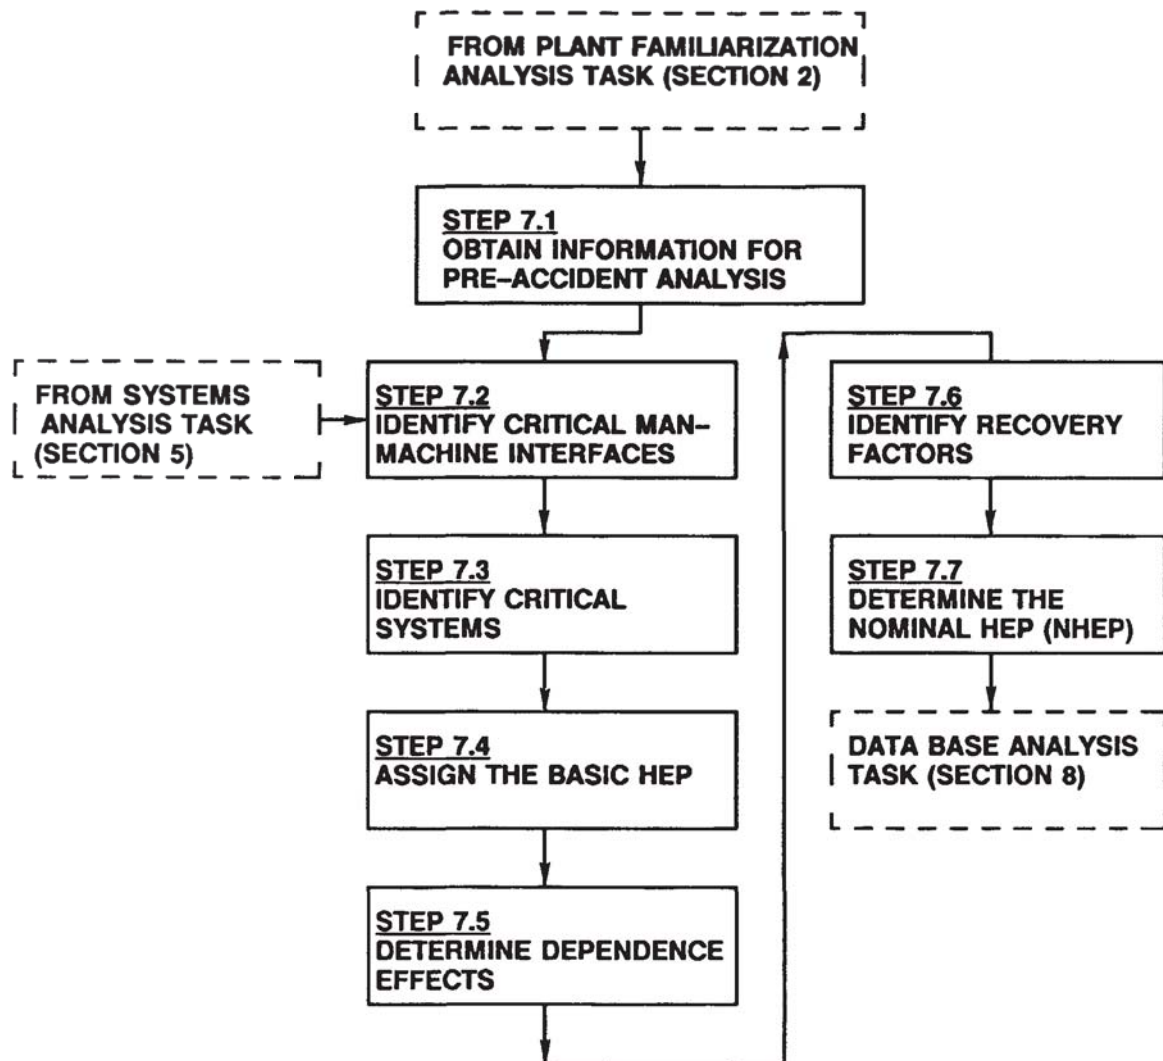 FROM PLANT FAMILIARIZATION
ANALYSIS TASK (SECTION 2)
STEP 7.1
OBTAIN INFORMATION FOR
PRE-ACCIDENT ANALYSIS
FROM SYSTEMS
ANALYSIS TASK
(SECTION 5)
STEP 7.2
IDENTIFY CRITICAL MAN-
MACHINE INTERFACES
STEP 7.3
IDENTIFY CRITICAL
SYSTEMS
STEP 7.4
ASSIGN THE BASIC HEP
STEP 7.5
DETERMINE DEPENDENCE
EFFECTS
STEP 7.6
IDENTIFY RECOVERY
FACTORS
STEP 7.7
DETERMINE THE
NOMINAL HEP (NHEP)
DATA BASE ANALYSIS
TASK (SECTION 8)